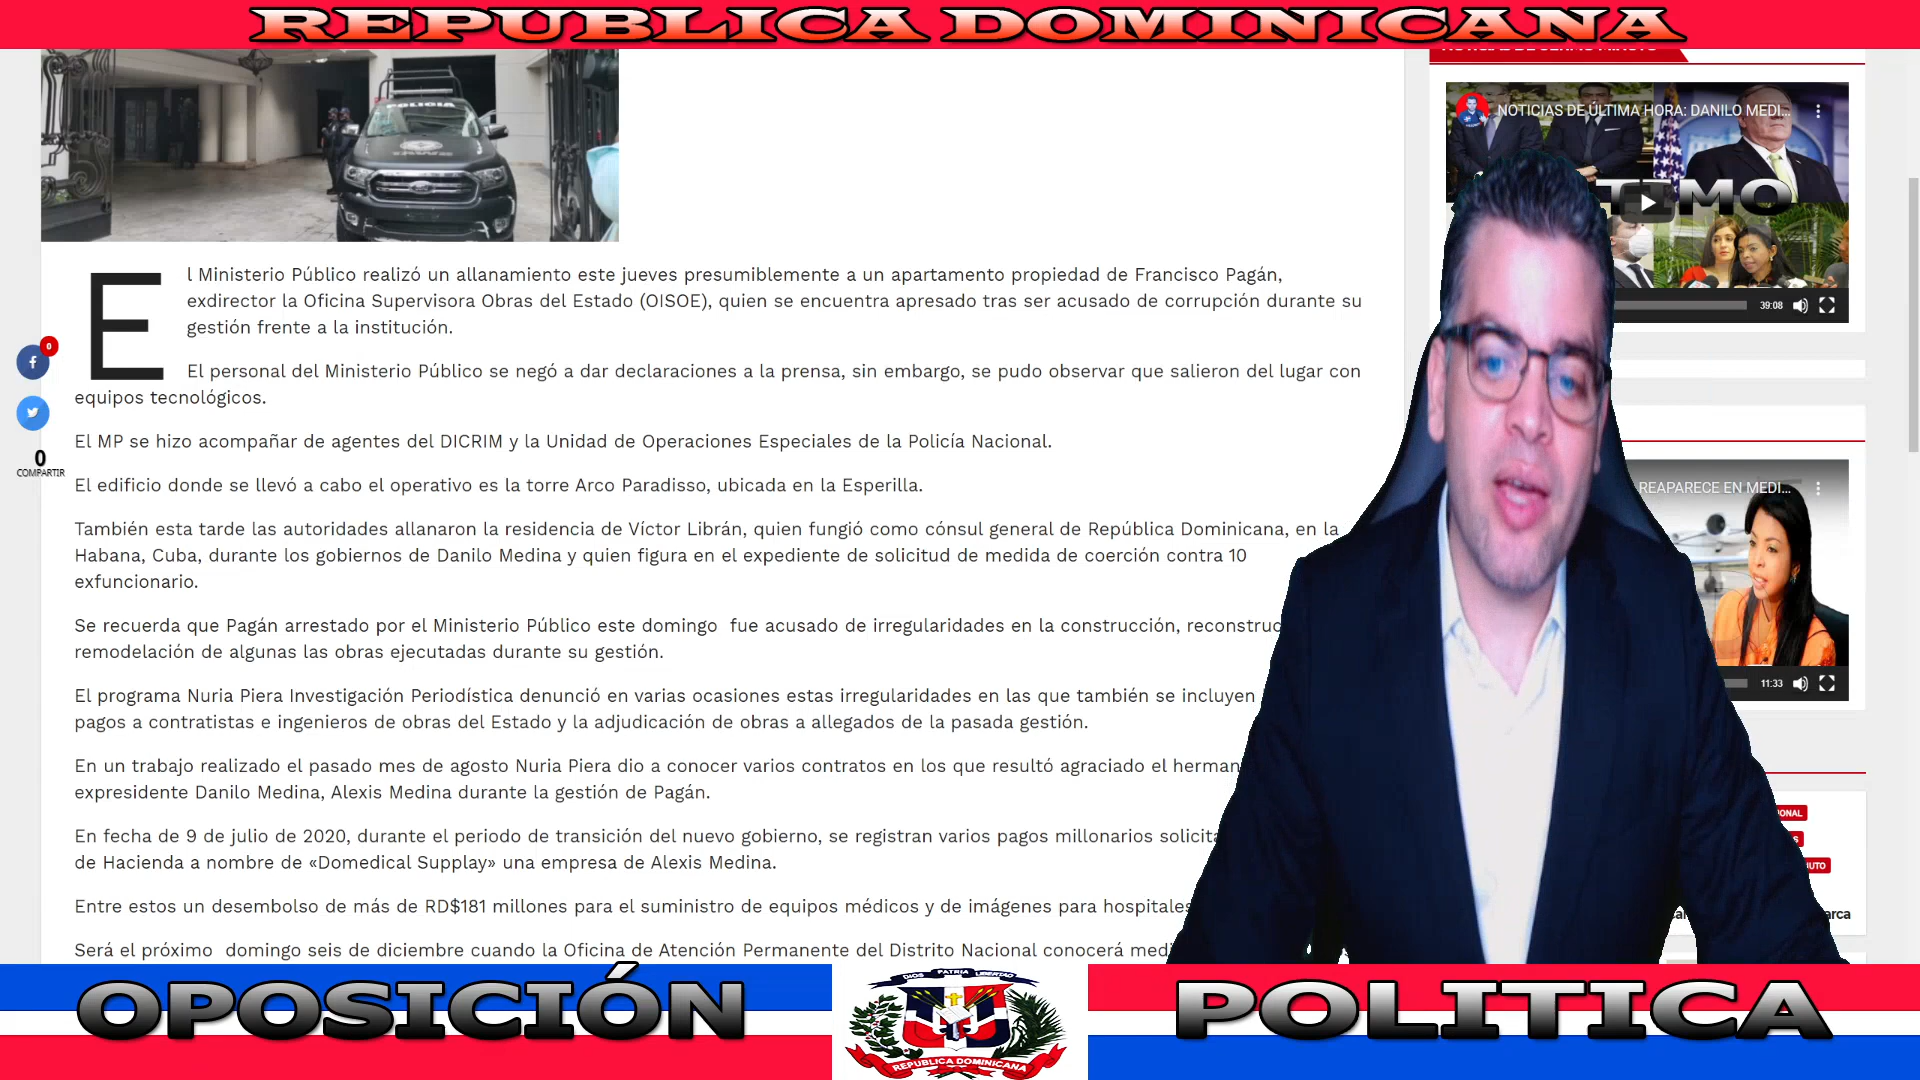 REPUBLICA DOMINICANA
POLICIA
El Ministerio Público realizó un allanamiento este jueves presumiblemente a un apartamento propiedad de Francisco Pagán,
exdirector la Oficina Supervisora Obras del Estado (OISOE), quien se encuentra apresado tras ser acusado de corrupción durante su
gestión frente a la institución.
El personal del Ministerio Público se negó a dar declaraciones a la prensa, sin embargo, se pudo observar que salieron del lugar con
equipos tecnológicos.
El MP se hizo acompañar de agentes del DICRIM y la Unidad de Operaciones Especiales de la Policía Nacional.
El edificio donde se llevó a cabo el operativo es la torre Arco Paradisso, ubicada en la Esperilla.
También esta tarde las autoridades allanaron la residencia de Víctor Librán, quien fungió como cónsul general de República Dominicana, en la
Habana, Cuba, durante los gobiernos de Danilo Medina y quien figura en el expediente de solicitud de medida de coerción contra 10
exfuncionario.
Se recuerda que Pagán arrestado por el Ministerio Público este domingo fue acusado de irregularidades en la construcción, reconstruc
remodelación de algunas las obras ejecutadas durante su gestión.
El programa Nuria Piera Investigación Periodística denunció en varias ocasiones estas irregularidades en las que también se incluyen
pagos a contratistas e ingenieros de obras del Estado y la adjudicación de obras a allegados de la pasada gestión.
En un trabajo realizado el pasado mes de agosto Nuria Piera dio a conocer varios contratos en los que resultó agraciado el herman
expresidente Danilo Medina, Alexis Medina durante la gestión de Pagán.
En fecha de 9 de julio de 2020, durante el periodo de transición del nuevo gobierno, se registran varios pagos millonarios solicita
de Hacienda a nombre de «Domedical Supplay» una empresa de Alexis Medina.
Entre estos un desembolso de más de RD$181 millones para el suministro de equipos médicos y de imágenes para hospitales
Será el próximo domingo seis de diciembre cuando la Oficina de Atención Permanente del Distrito Nacional conocerá medi
0
0
COMPARTIR
NOTICIAS DE ÚLTIMA HORA: DANILO MEDI...
TIMO
39:08
REAPARECE EN MEDI...
11:33
IONAL
S
UTO
arca
OPOSICIÓN
DIOS PATRIA LIBERTAD
REPUBLICA DOMINICANA
POLITICA